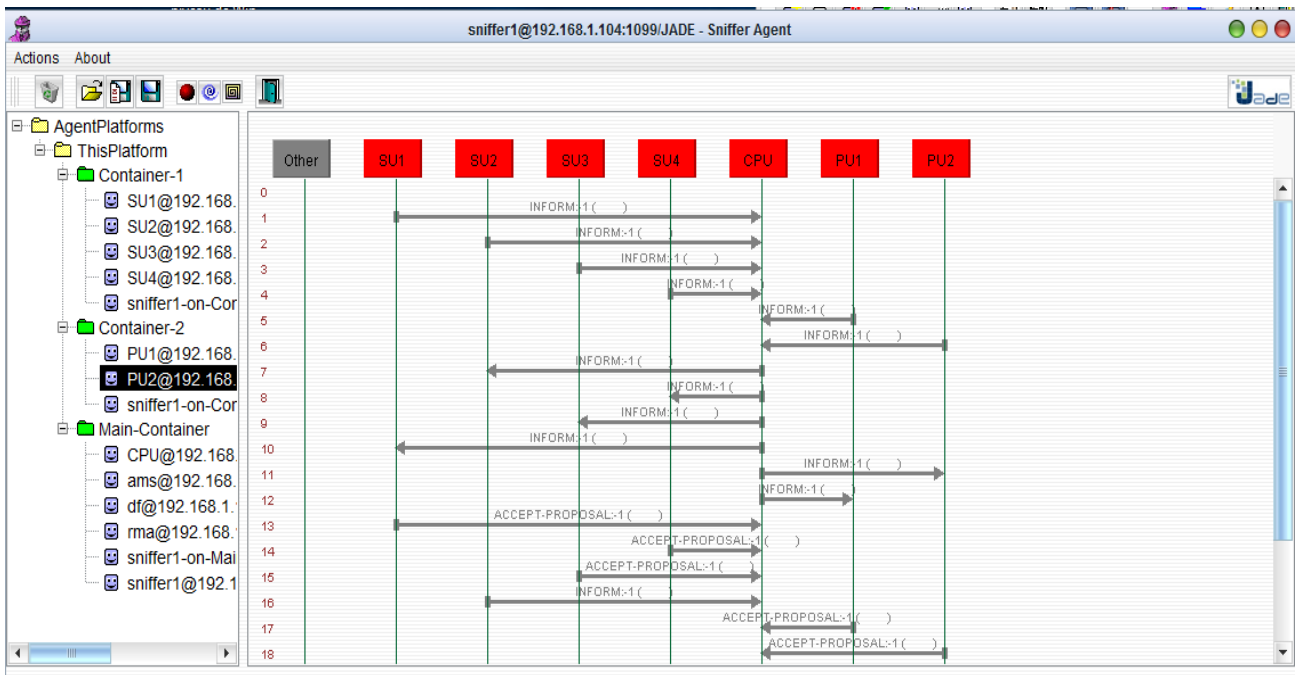 sniffer1@192.168.1.104:1099/JADE - Sniffer Agent
Actions About
Jade
AgentPlatforms
ThisPlatform
Container-1
SU1@192.168.
SU2@192.168.
SU3@192.168.
SU4@192.168.
sniffer1-on-Cor
Container-2
PU1@192.168.
PU2@192.168.
sniffer1-on-Cor
Main-Container
CPU@192.168.
ams@192.168.
df@192.168.1.
rma@192.168.
sniffer1-on-Mai
sniffer1@192.1
Other SU1 SU2 SU3 SU4 CPU PU1 PU2
0
INFORM:-1 ( )
1
INFORM:-1 ( )
2
INFORM:-1 ( )
3
INFORM:-1 ( )
4
INFORM:-1 ( )
5
INFORM:-1 ( )
6
INFORM:-1 ( )
7
INFORM:-1 ( )
8
INFORM:-1 ( )
9
INFORM:-1 ( )
10
INFORM:-1 ( )
11
INFORM:-1 ( )
12
ACCEPT-PROPOSAL:-1 ( )
13
ACCEPT-PROPOSAL:-1 ( )
14
ACCEPT-PROPOSAL:-1 ( )
15
INFORM:-1 ( )
16
ACCEPT-PROPOSAL:-1 ( )
17
ACCEPT-PROPOSAL:-1 ( )
18